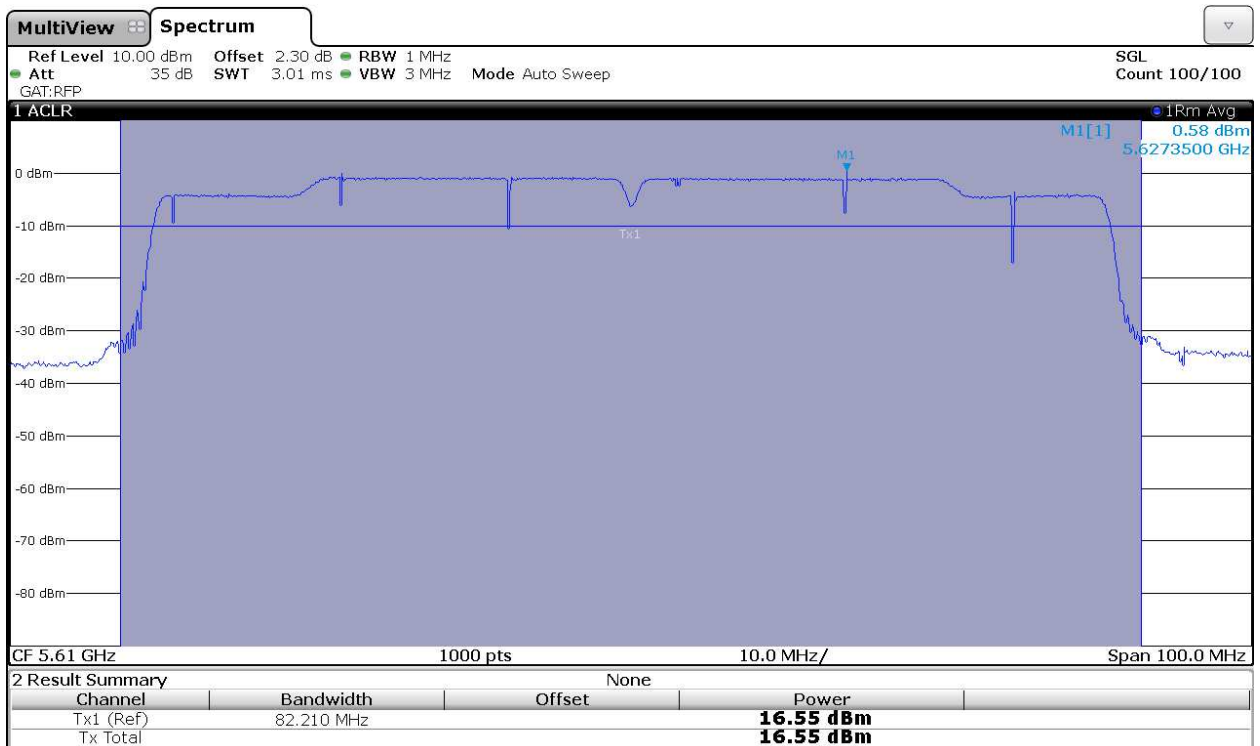 MultiView Spectrum
Ref Level 10.00 dBm Offset 2.30 dB RBW 1 MHz SGL
Att 35 dB SWT 3.01 ms VBW 3 MHz Mode Auto Sweep Count 100/100
GAT:RFP
1 ACLR 1Rm Avg
M1[1] 0.58 dBm
5.6273500 GHz
M1
0 dBm
-10 dBm
Tx1
-20 dBm
-30 dBm
-40 dBm
-50 dBm
-60 dBm
-70 dBm
-80 dBm
CF 5.61 GHz 1000 pts 10.0 MHz/ Span 100.0 MHz
2 Result Summary None
Channel Bandwidth Offset Power
Tx1 (Ref) 82.210 MHz 16.55 dBm
Tx Total 16.55 dBm